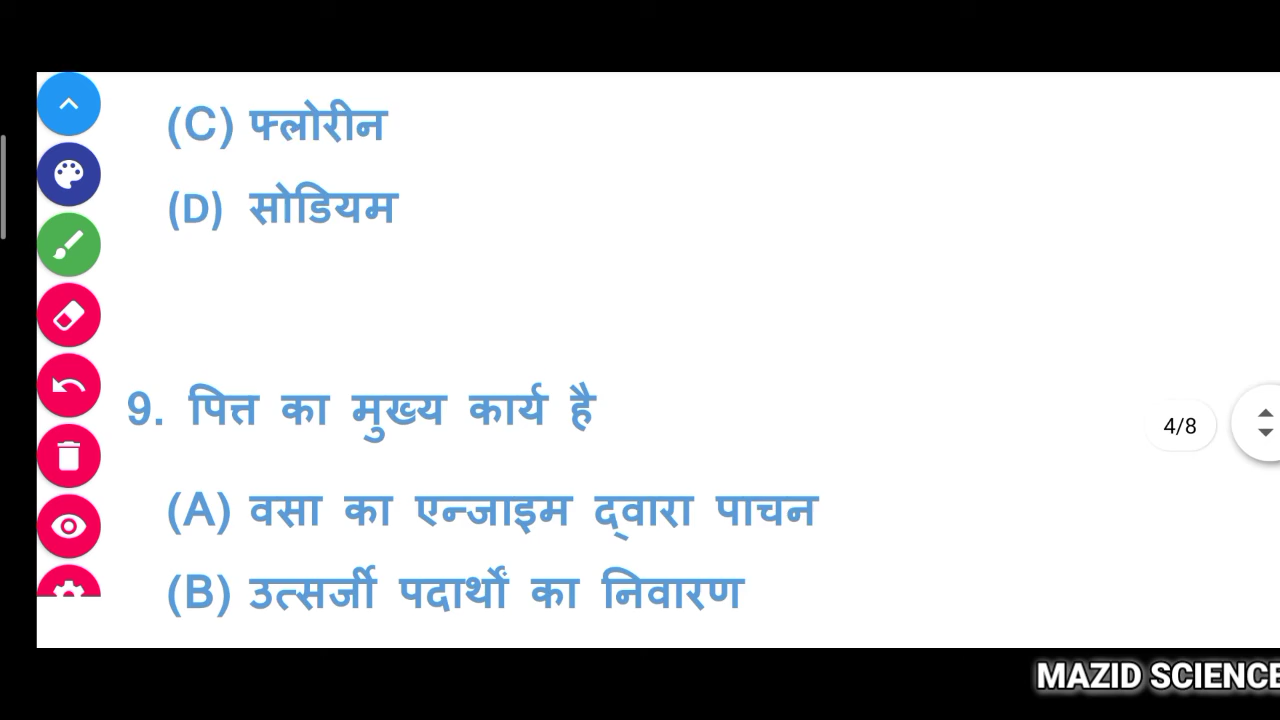 (C) फ्लोरीन
(D) सोडियम
9. पित्त का मुख्य कार्य है
4/8
(A) वसा का एन्जाइम द्वारा पाचन
(B) उत्सर्जी पदार्थों का निवारण
MAZID SCIENCE